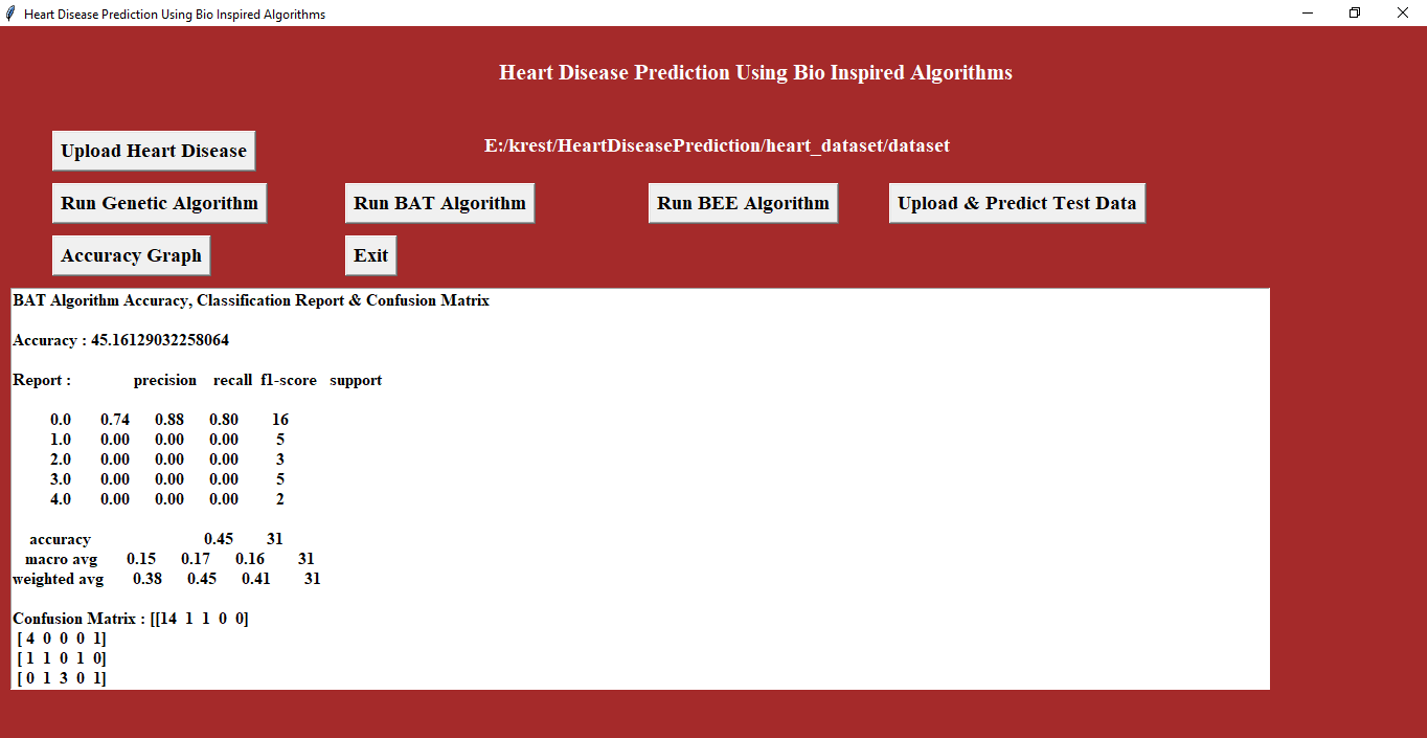 Heart Disease Prediction Using Bio Inspired Algorithms
Heart Disease Prediction Using Bio Inspired Algorithms
Upload Heart Disease
E:/krest/HeartDiseasePrediction/heart_dataset/dataset
Run Genetic Algorithm Run BAT Algorithm Run BEE Algorithm Upload & Predict Test Data
Accuracy Graph Exit
BAT Algorithm Accuracy, Classification Report & Confusion Matrix
Accuracy : 45.16129032258064
Report : precision recall f1-score support
0.0 0.74 0.88 0.80 16
1.0 0.00 0.00 0.00 5
2.0 0.00 0.00 0.00 3
3.0 0.00 0.00 0.00 5
4.0 0.00 0.00 0.00 2
accuracy 0.45 31
macro avg 0.15 0.17 0.16 31
weighted avg 0.38 0.45 0.41 31
Confusion Matrix : [[14 1 1 0 0]
[ 4 0 0 0 1]
[ 1 1 0 1 0]
[ 0 1 3 0 1]